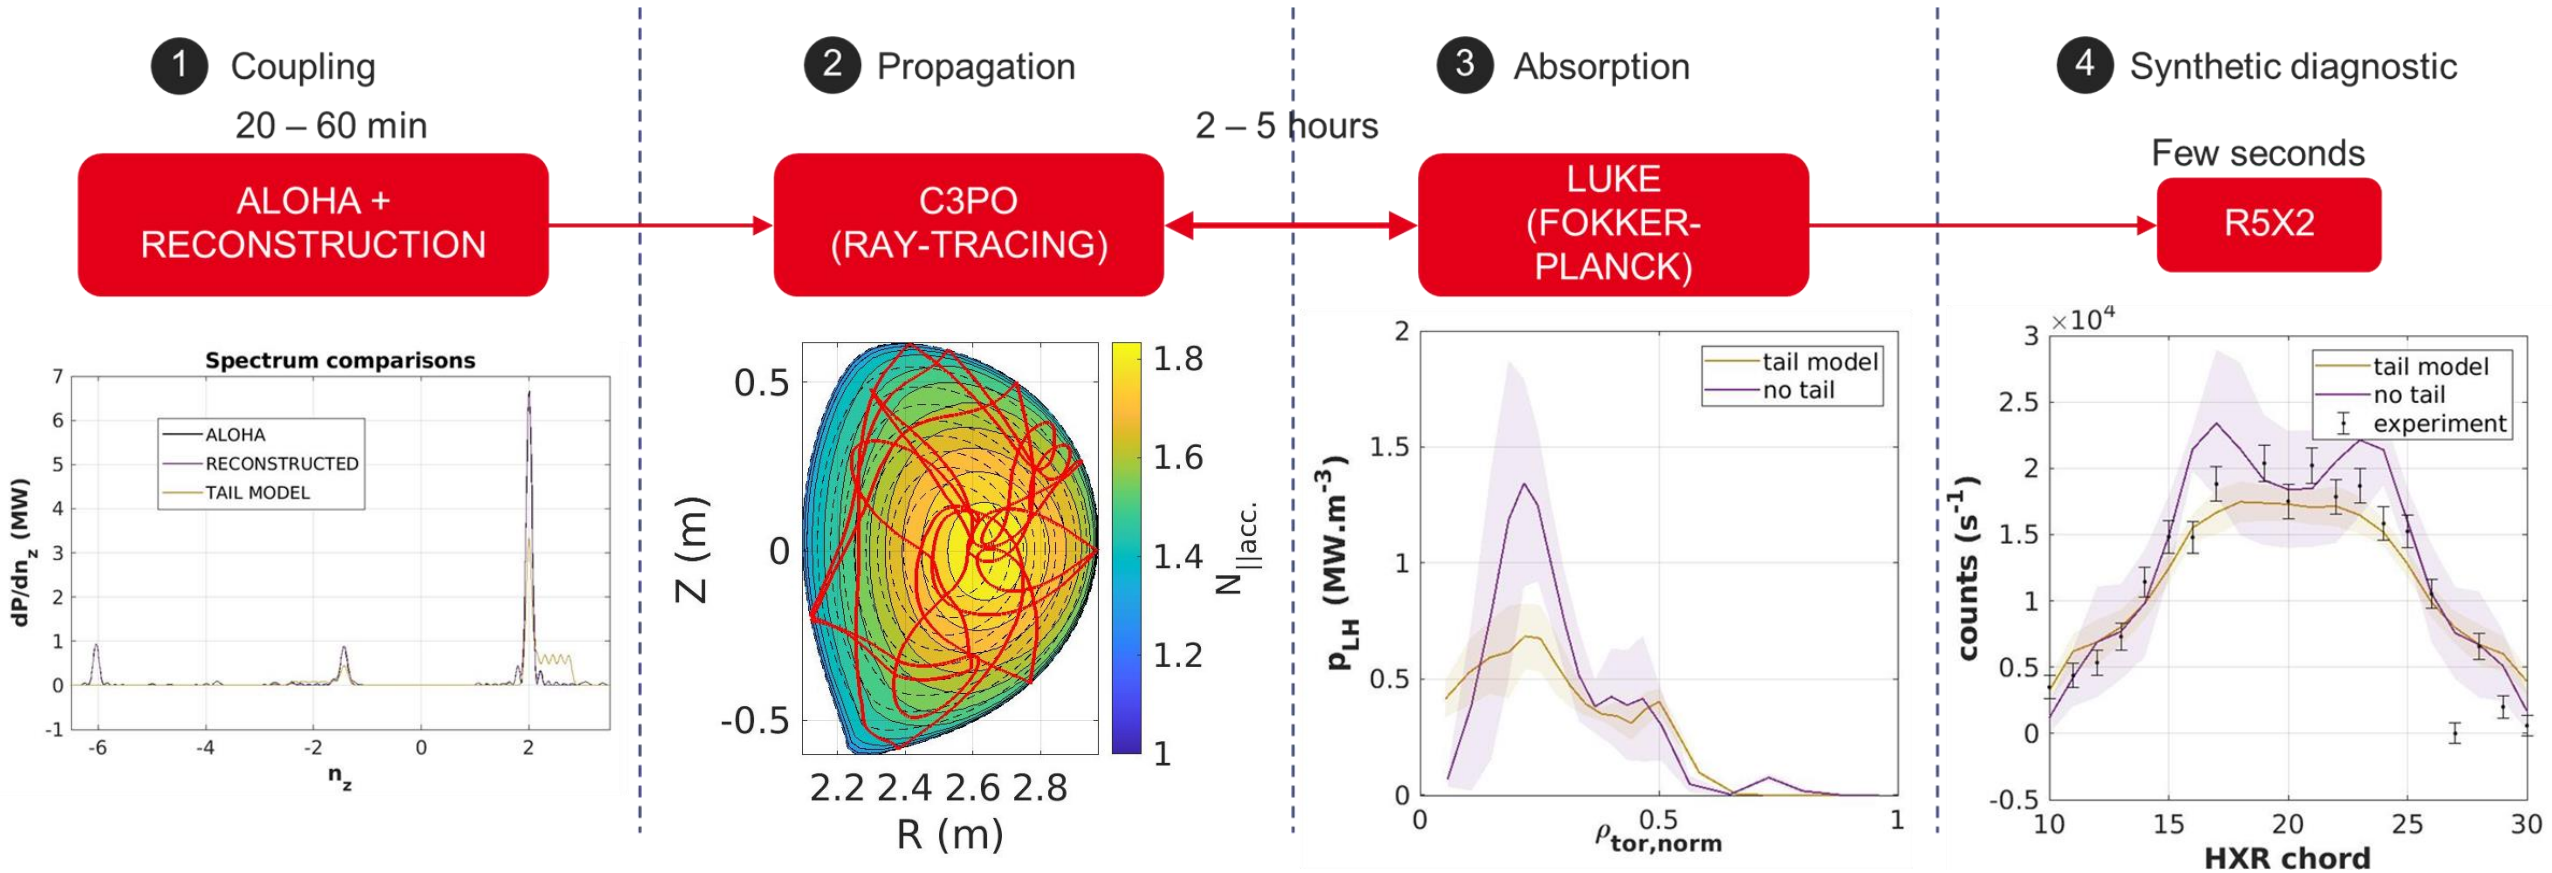 1 Coupling
20 – 60 min
ALOHA +
RECONSTRUCTION
Spectrum comparisons
7
6
5
4
3
2
1
0
-1
dP/dn_z (MW)
ALOHA
RECONSTRUCTED
TAIL MODEL
-6 -4 -2 0 2
n_z
2 Propagation
2 – 5 hours
C3PO
(RAY-TRACING)
0.5
0
-0.5
Z (m)
2.2 2.4 2.6 2.8
R (m)
1.8
1.6
1.4
1.2
1
N_||acc.
3 Absorption
LUKE
(FOKKER-
PLANCK)
2
1.5
1
0.5
0
p_LH (MW.m^-3)
tail model
no tail
0 0.5 1
ρ_tor,norm
4 Synthetic diagnostic
Few seconds
R5X2
×10^4
3
2.5
2
1.5
1
0.5
0
-0.5
counts (s^-1)
tail model
no tail
experiment
10 15 20 25 30
HXR chord